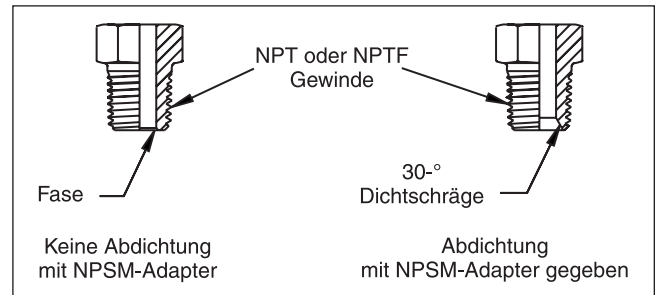 NPT oder NPTF
Gewinde
Fase
30-°
Dichtschräge
Keine Abdichtung
mit NPSM-Adapter
Abdichtung
mit NPSM-Adapter gegeben